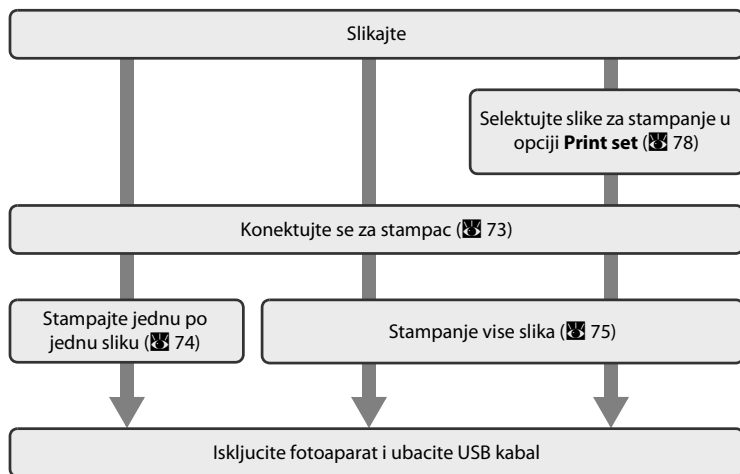 Slikajte
Selektujte slike za stampanje u
opciji Print set (78)
Konektujte se za stampac (73)
Stampajte jednu po
jednu sliku (74)
Stampanje vise slika (75)
Iskljucite fotoaparat i ubacite USB kabal